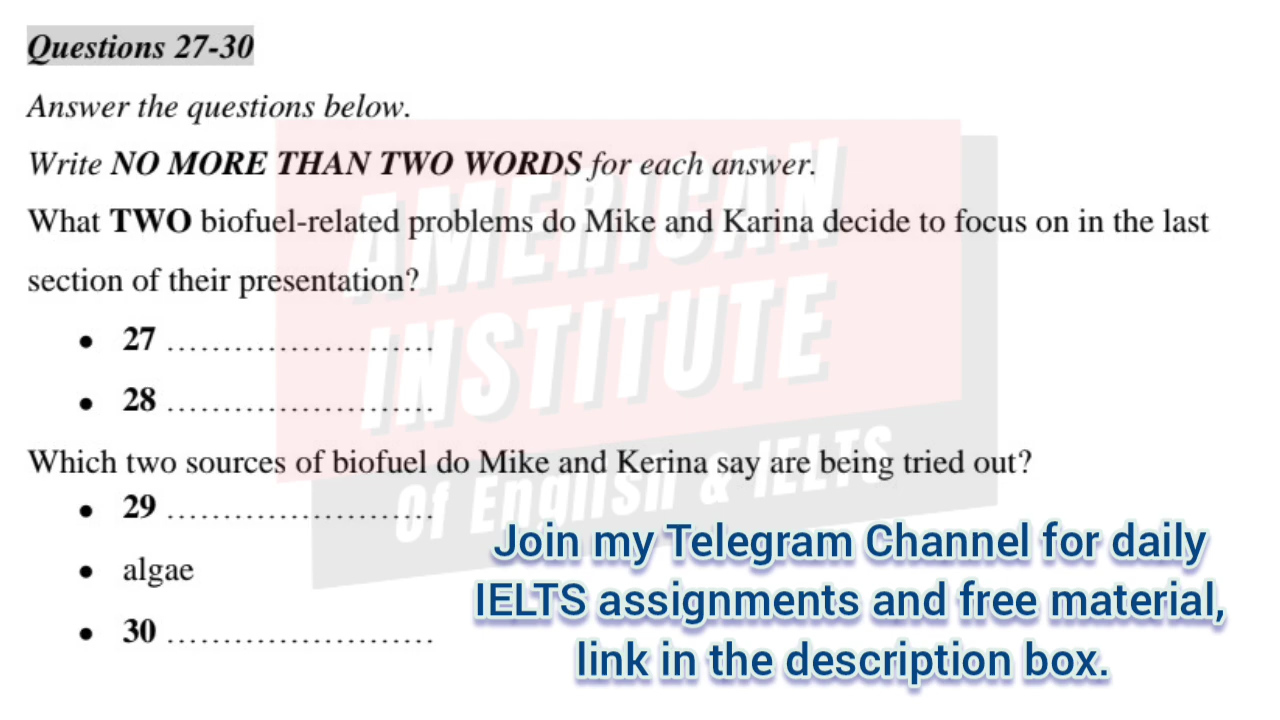 Questions 27-30
Answer the questions below.
Write NO MORE THAN TWO WORDS for each answer.
What TWO biofuel-related problems do Mike and Karina decide to focus on in the last
section of their presentation?
• 27 ........................
• 28 ........................
Which two sources of biofuel do Mike and Kerina say are being tried out?
• 29 ........................
• algae
• 30 ........................
AMERICAN
INSTITUTE
Of English & IELTS
Join my Telegram Channel for daily
IELTS assignments and free material,
link in the description box.